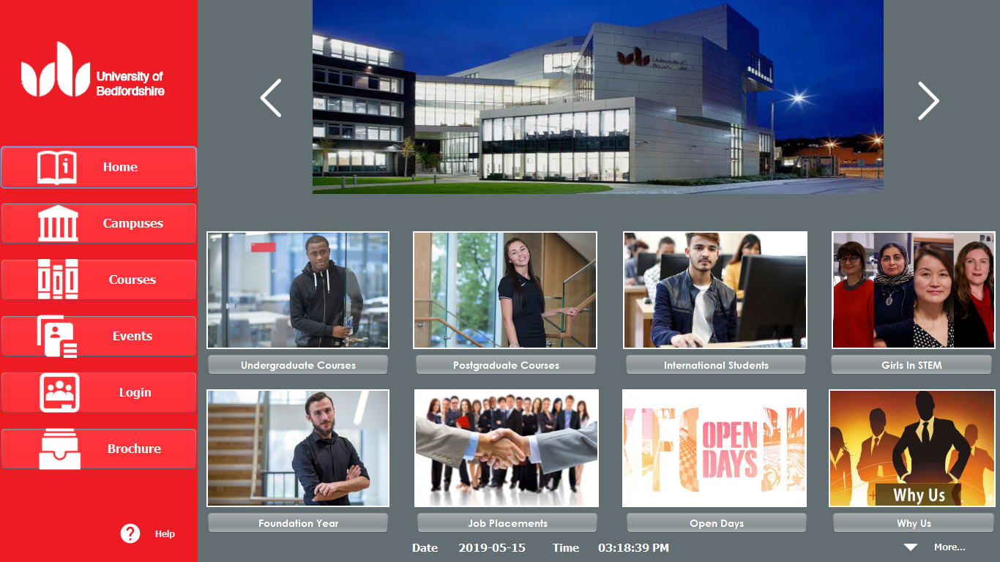 University of
Bedfordshire
University of
Bedfordshire
Home
Campuses
Courses
Events
Login
Brochure
Help
Undergraduate Courses
Postgraduate Courses
International Students
Girls In STEM
OPEN
DAYS
Why Us
Foundation Year
Job Placements
Open Days
Why Us
Date 2019-05-15 Time 03:18:39 PM
More...